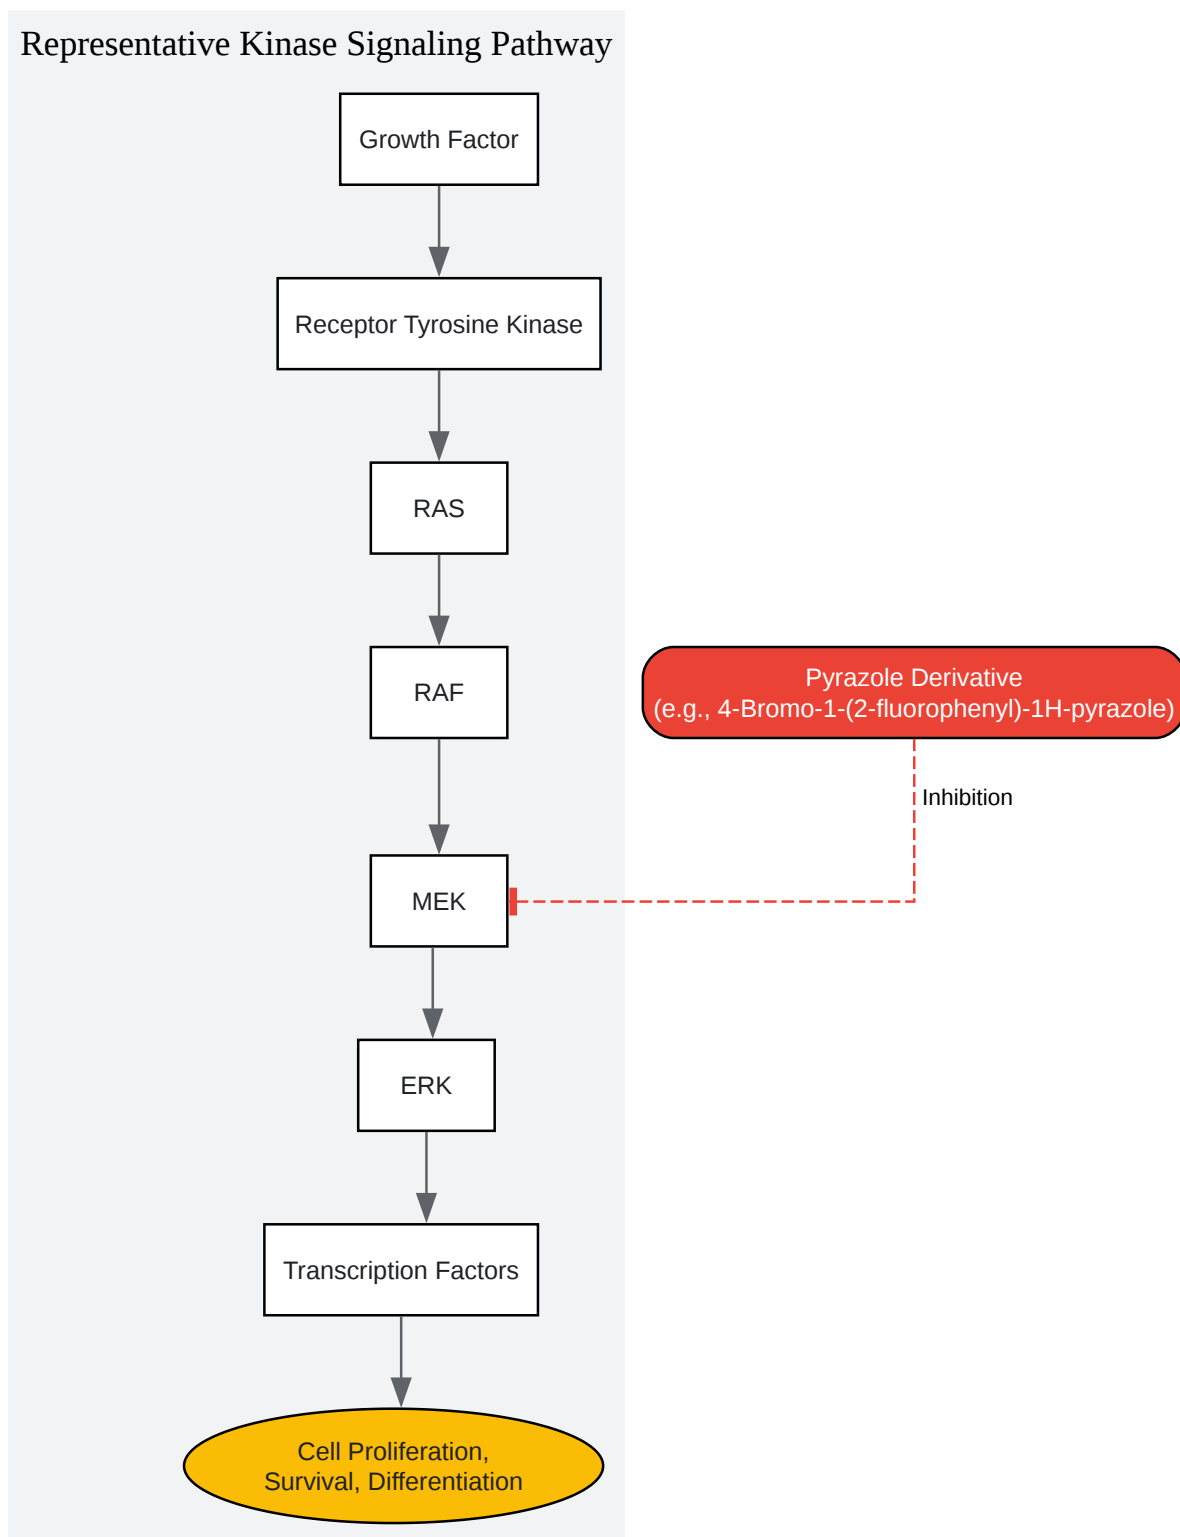 Representative Kinase Signaling Pathway
Growth Factor
Receptor Tyrosine Kinase
RAS
RAF
Pyrazole Derivative
(e.g., 4-Bromo-1-(2-fluorophenyl)-1H-pyrazole)
Inhibition
MEK
ERK
Transcription Factors
Cell Proliferation,
Survival, Differentiation